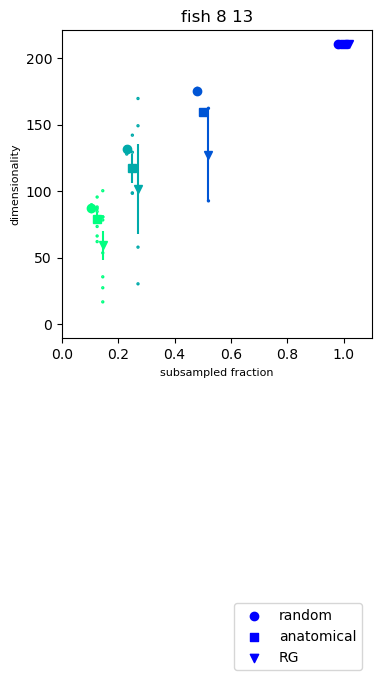 fish 8 13
dimensionality
200
150
100
50
0
0.0 0.2 0.4 0.6 0.8 1.0
subsampled fraction
random
anatomical
RG